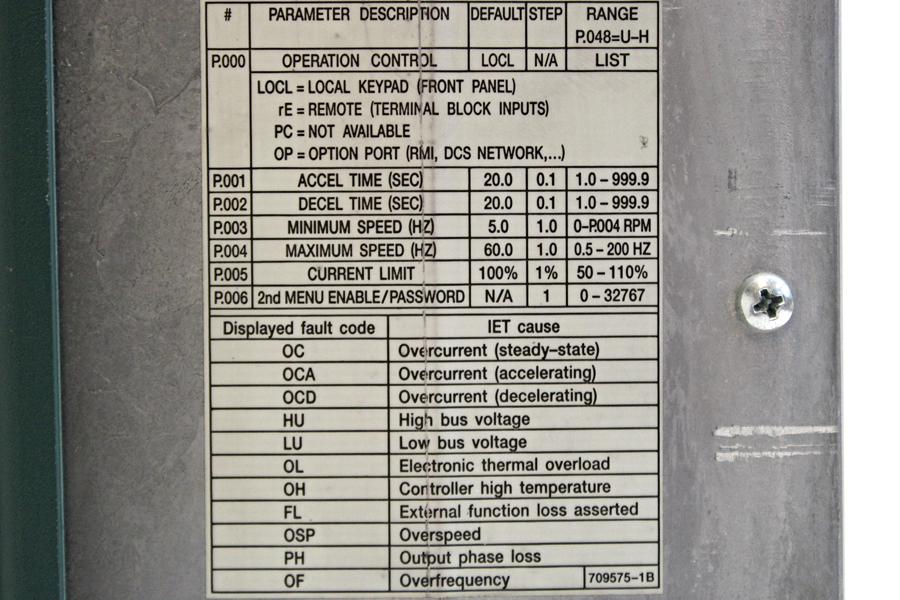 # PARAMETER DESCRIPTION DEFAULT STEP RANGE
P.048=U–H
P.000 OPERATION CONTROL LOCL N/A LIST
LOCL = LOCAL KEYPAD (FRONT PANEL)
rE = REMOTE (TERMINAL BLOCK INPUTS)
PC = NOT AVAILABLE
OP = OPTION PORT (RMI, DCS NETWORK,...)
P.001 ACCEL TIME (SEC) 20.0 0.1 1.0 – 999.9
P.002 DECEL TIME (SEC) 20.0 0.1 1.0 – 999.9
P.003 MINIMUM SPEED (HZ) 5.0 1.0 0–P.004 RPM
P.004 MAXIMUM SPEED (HZ) 60.0 1.0 0.5 – 200 HZ
P.005 CURRENT LIMIT 100% 1% 50 – 110%
P.006 2nd MENU ENABLE/PASSWORD N/A 1 0 – 32767
Displayed fault code IET cause
OC Overcurrent (steady–state)
OCA Overcurrent (accelerating)
OCD Overcurrent (decelerating)
HU High bus voltage
LU Low bus voltage
OL Electronic thermal overload
OH Controller high temperature
FL External function loss asserted
OSP Overspeed
PH Output phase loss
OF Overfrequency 709575–1B